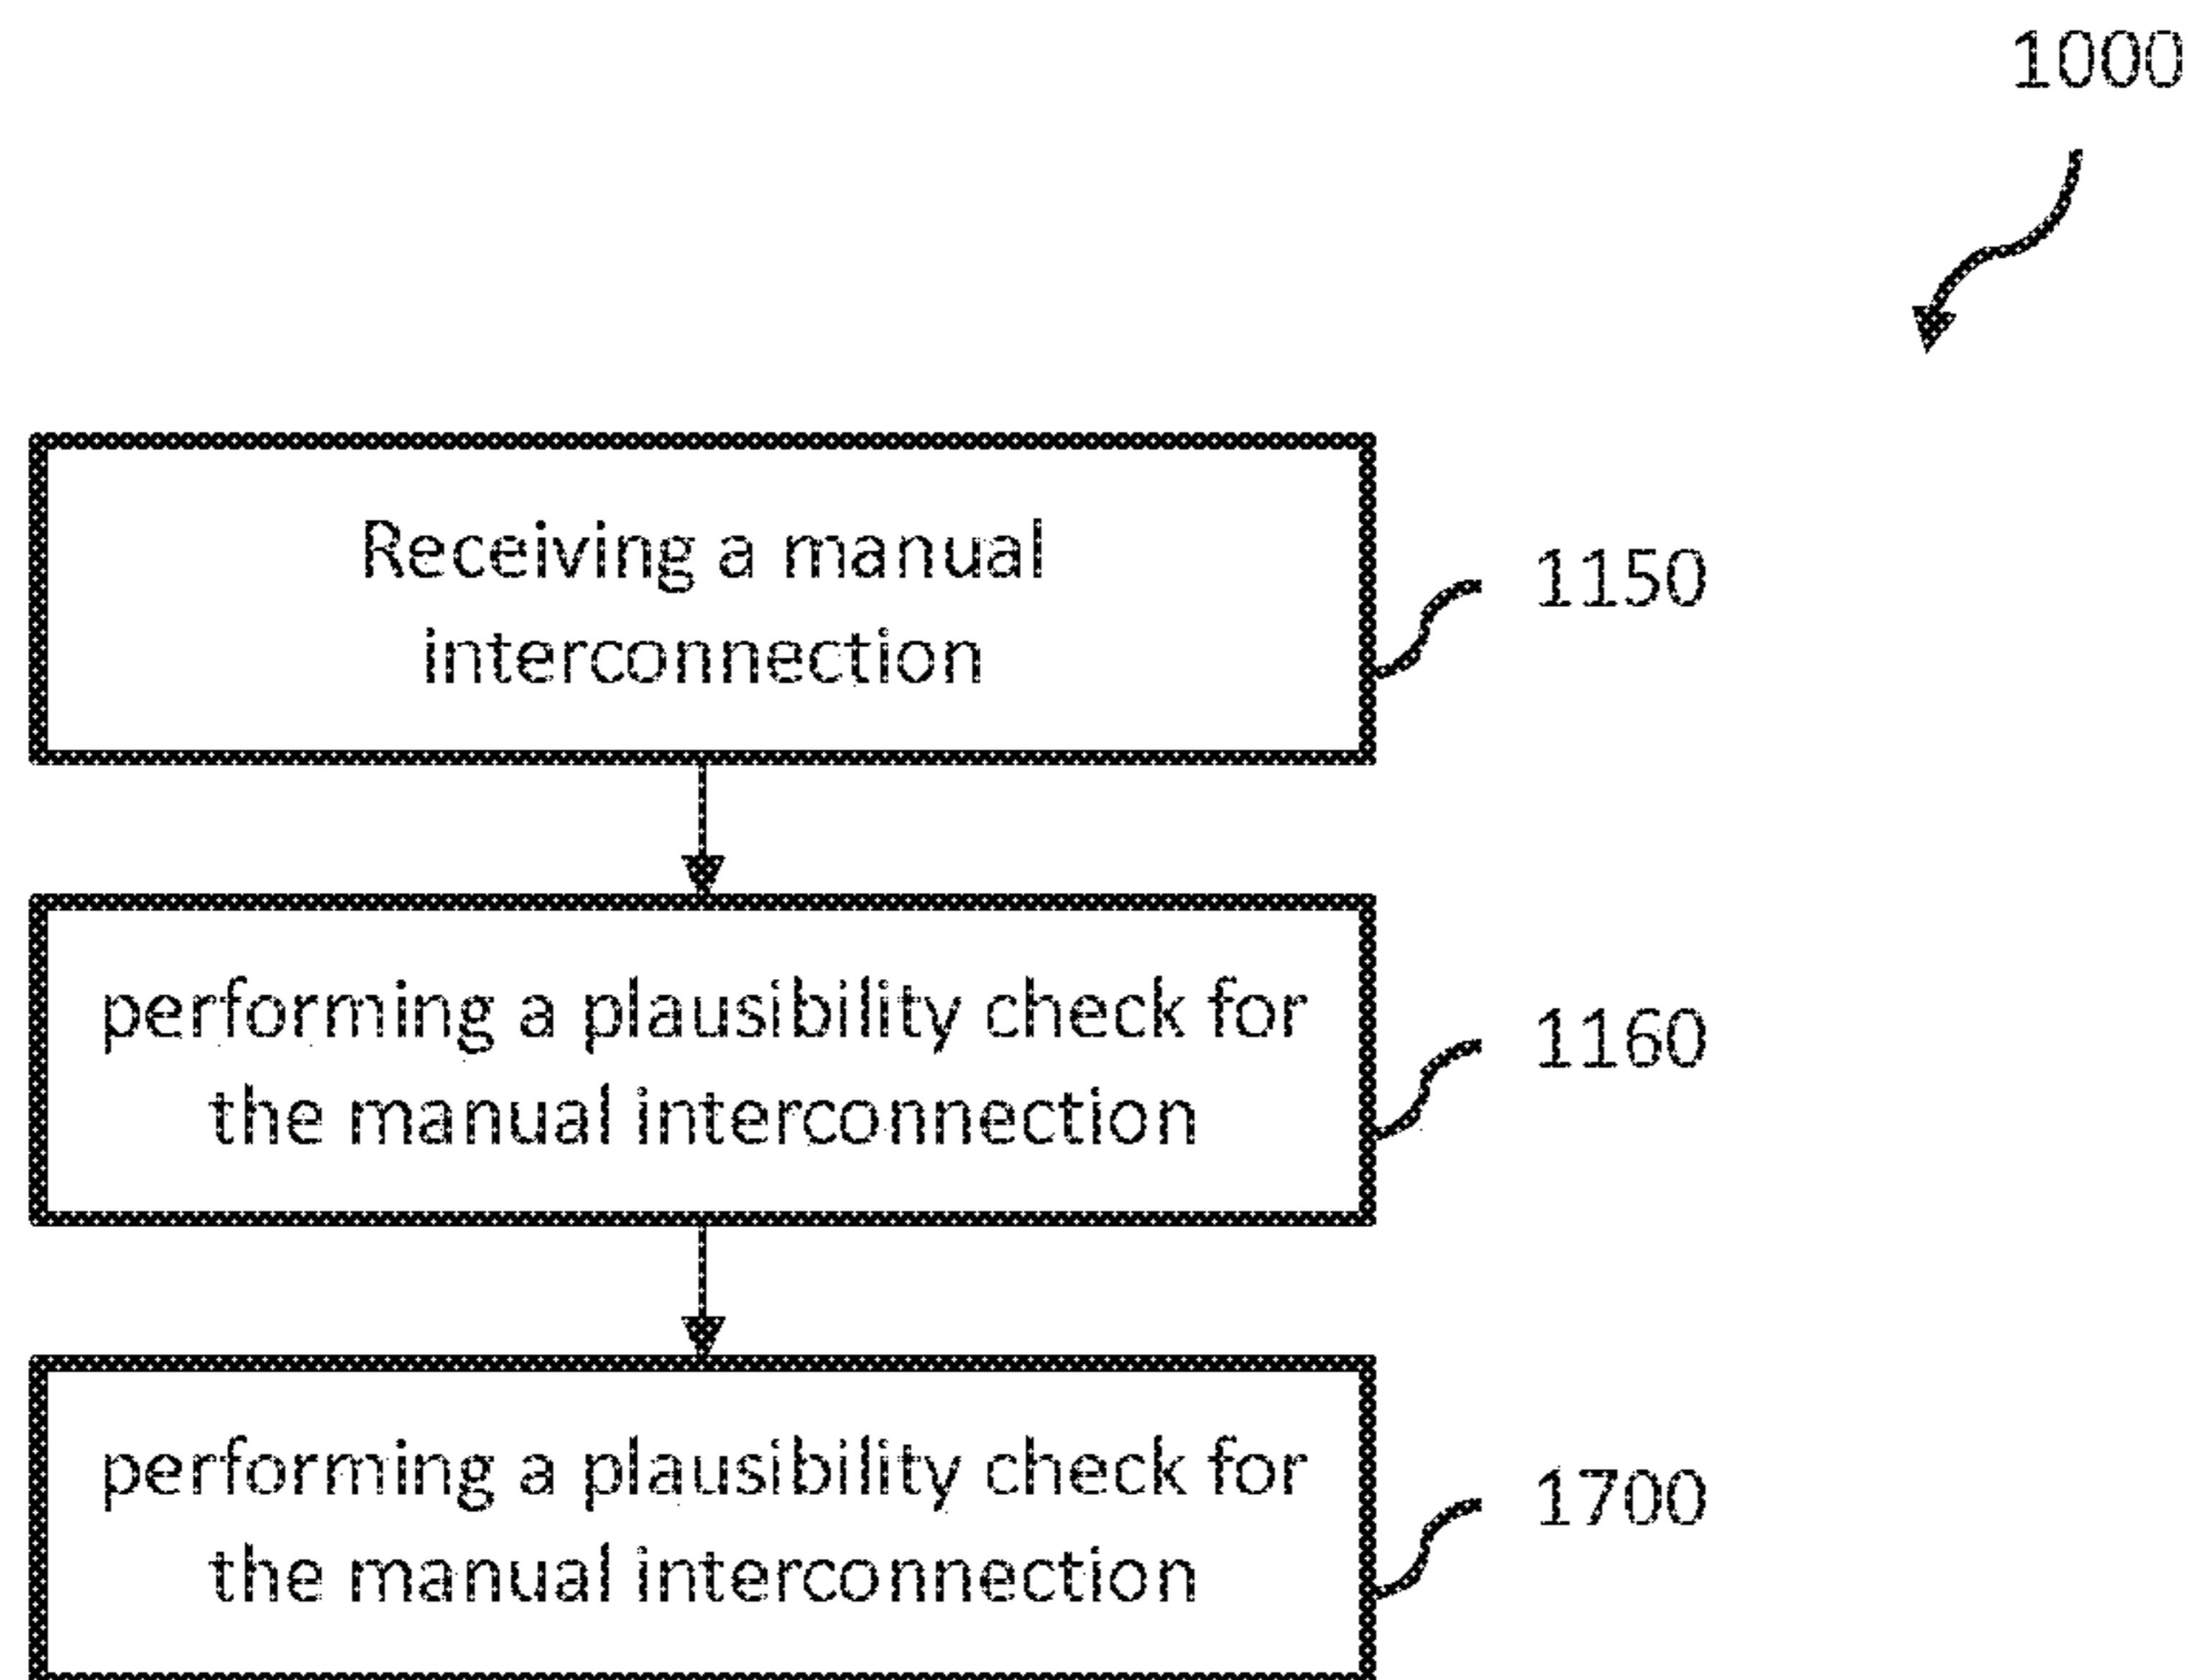 1000
Receiving a manual
interconnection
1150
performing a plausibility check for
the manual interconnection
1160
performing a plausibility check for
the manual interconnection
1700